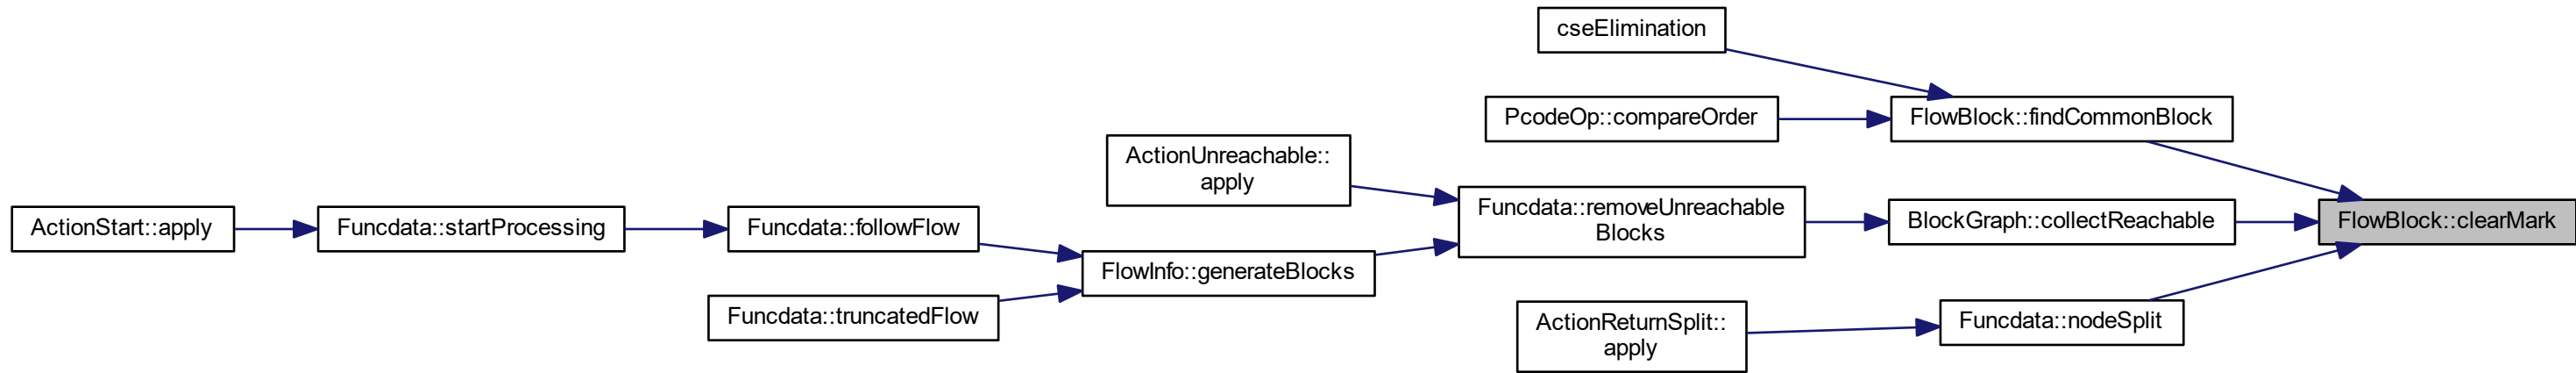 cseElimination
PcodeOp::compareOrder
FlowBlock::findCommonBlock
ActionUnreachable::
apply
ActionStart::apply
Funcdata::startProcessing
Funcdata::followFlow
Funcdata::removeUnreachable
Blocks
BlockGraph::collectReachable
FlowBlock::clearMark
FlowInfo::generateBlocks
Funcdata::truncatedFlow
ActionReturnSplit::
apply
Funcdata::nodeSplit